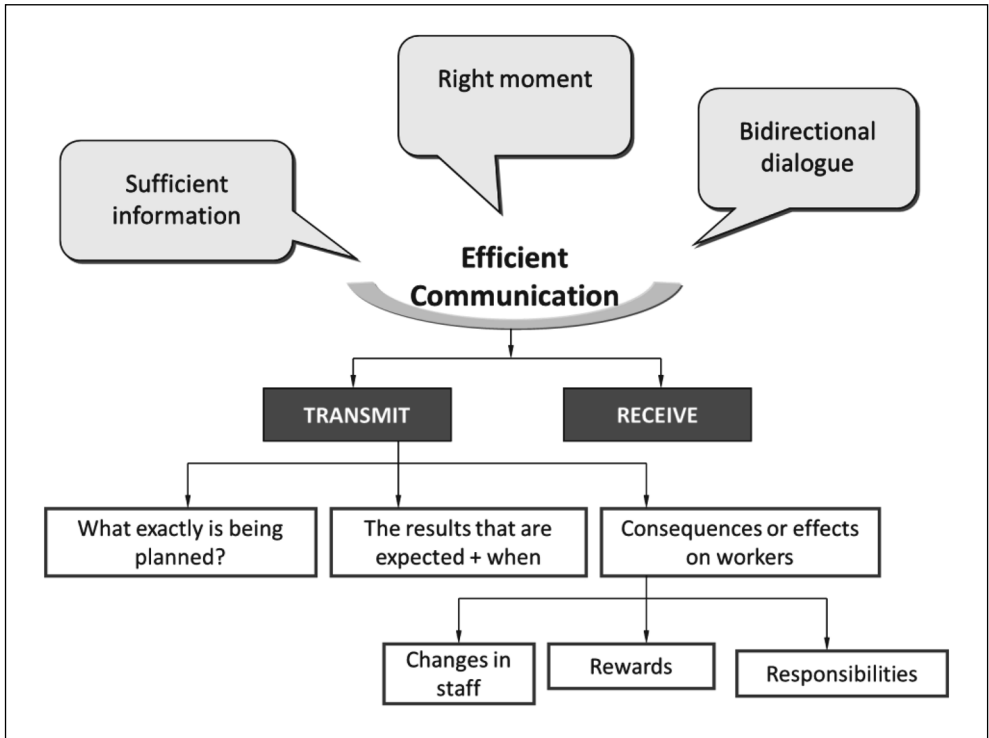 Right moment
Bidirectional
dialogue
Sufficient
information
Efficient
Communication
TRANSMIT
RECEIVE
What exactly is being
planned?
The results that are
expected + when
Consequences or effects
on workers
Changes in
staff
Rewards
Responsibilities